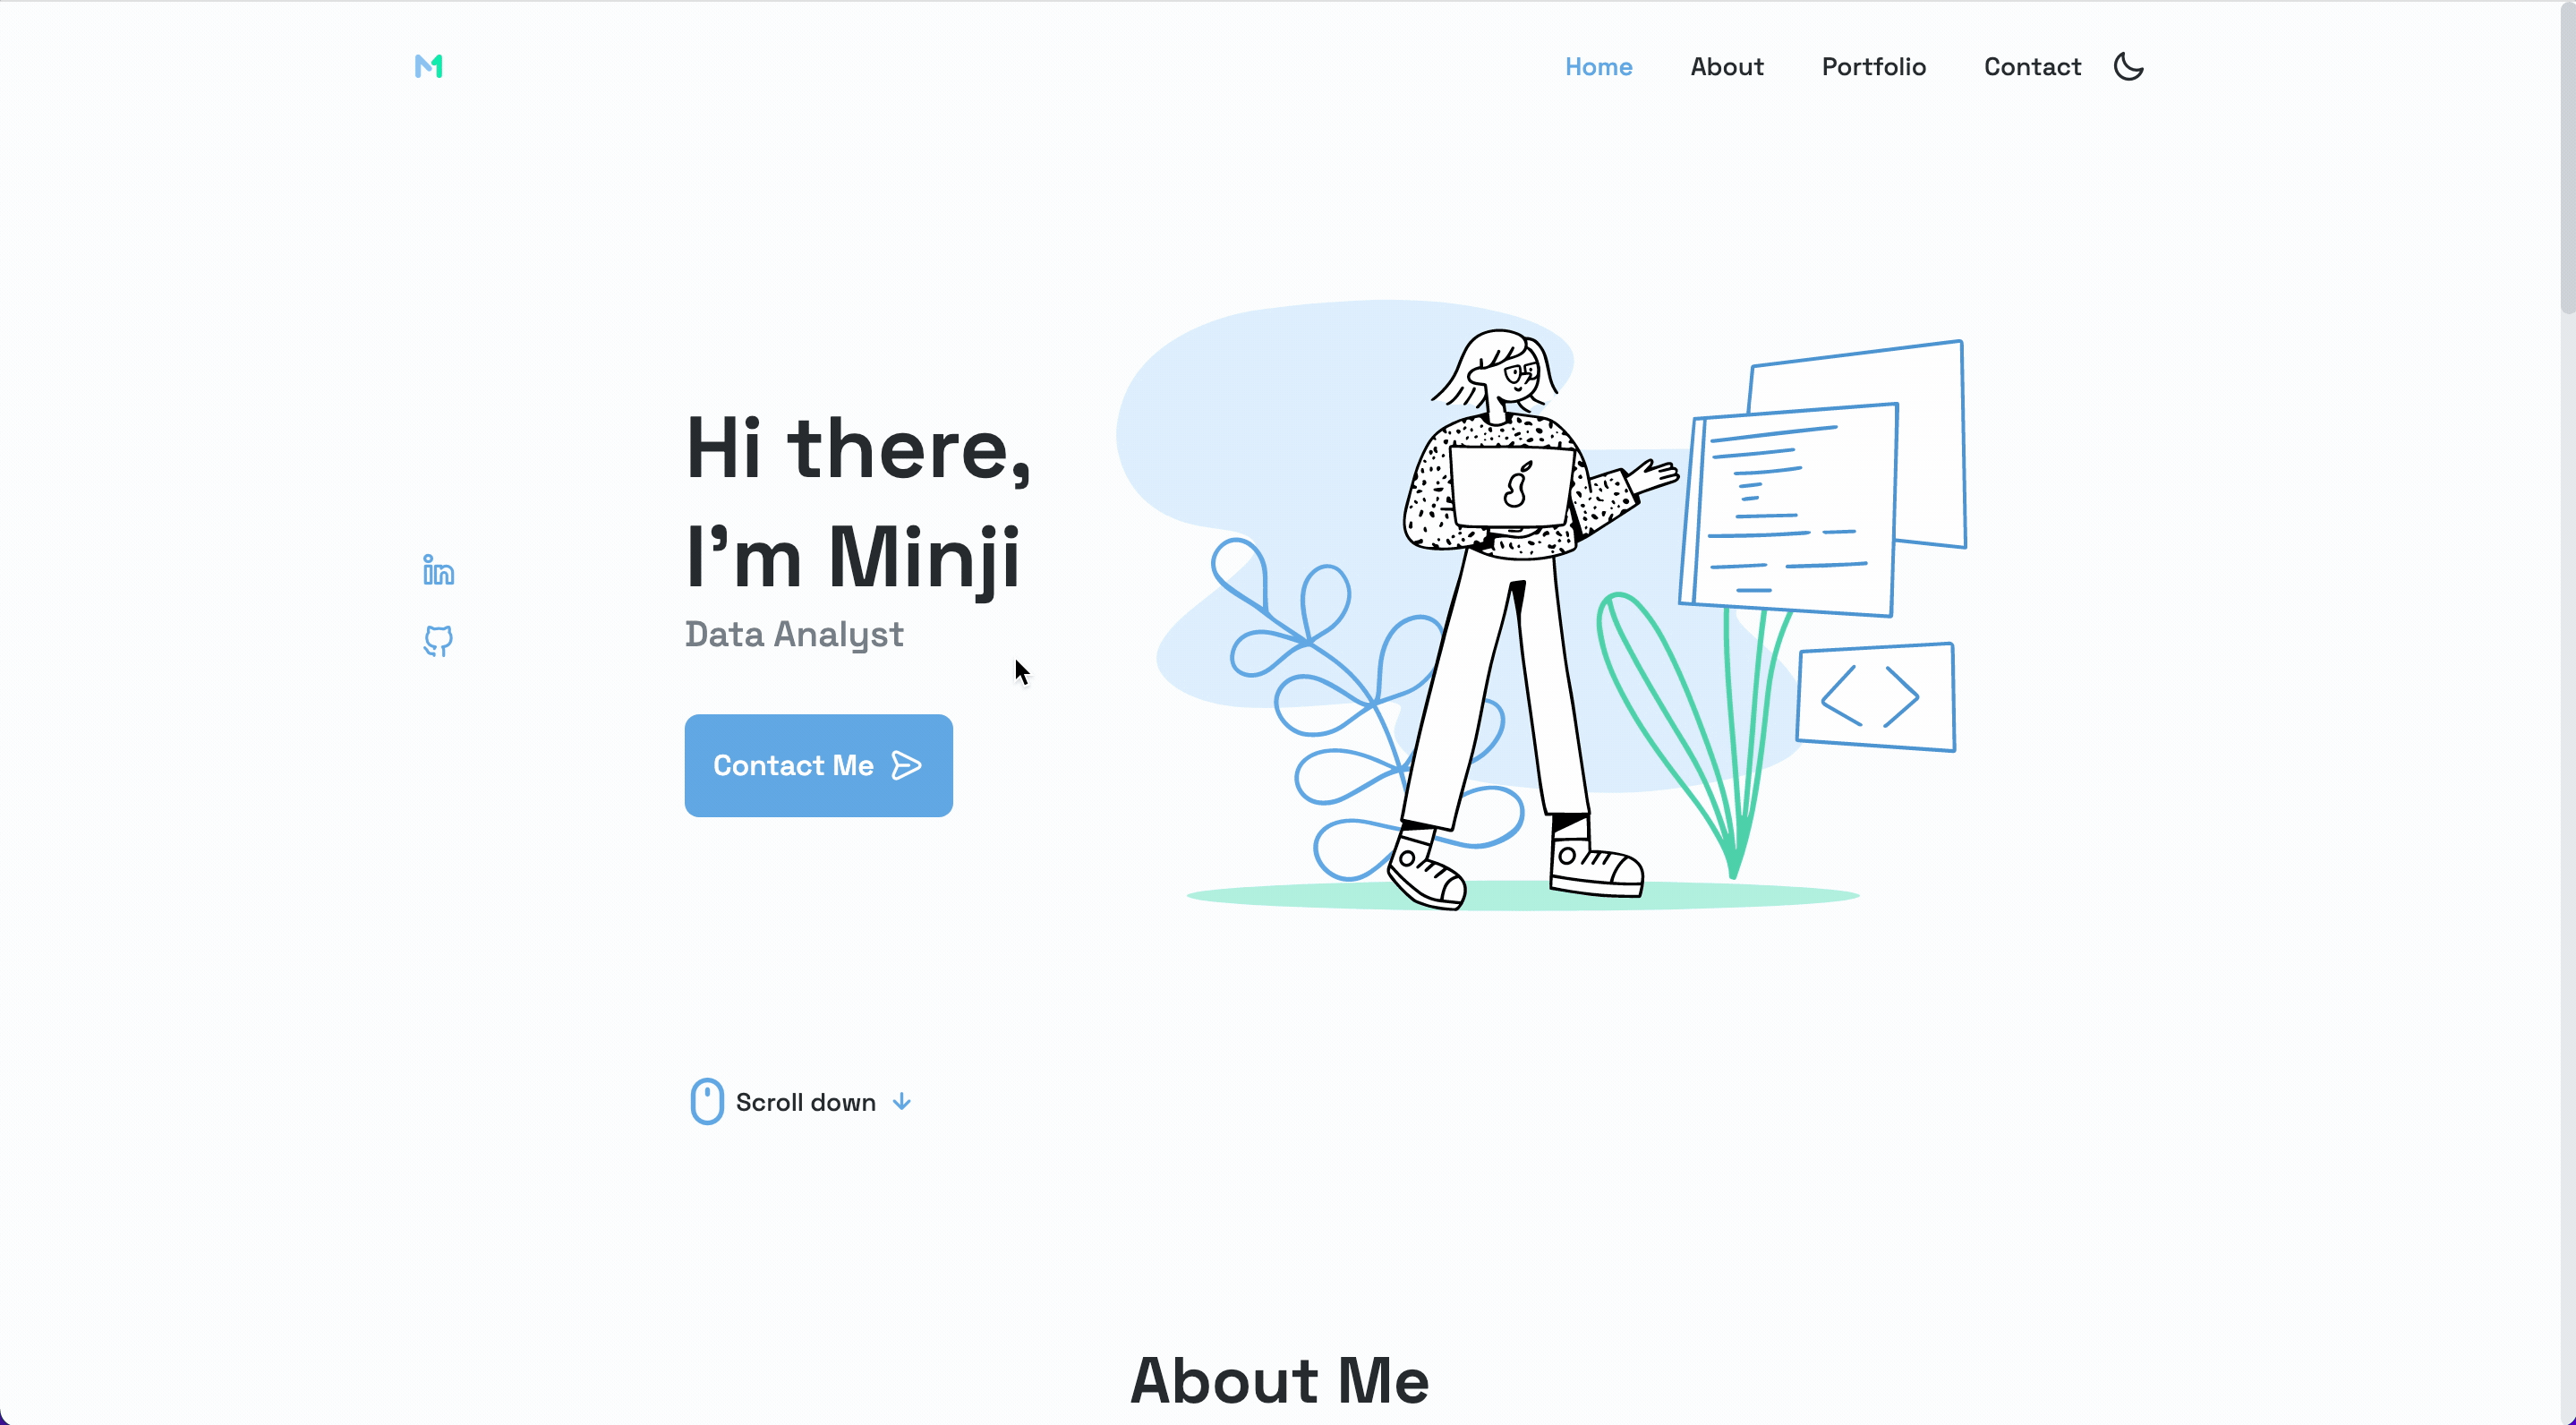 Home About Portfolio Contact
Hi there,
I'm Minji
Data Analyst
Contact Me
Scroll down
About Me